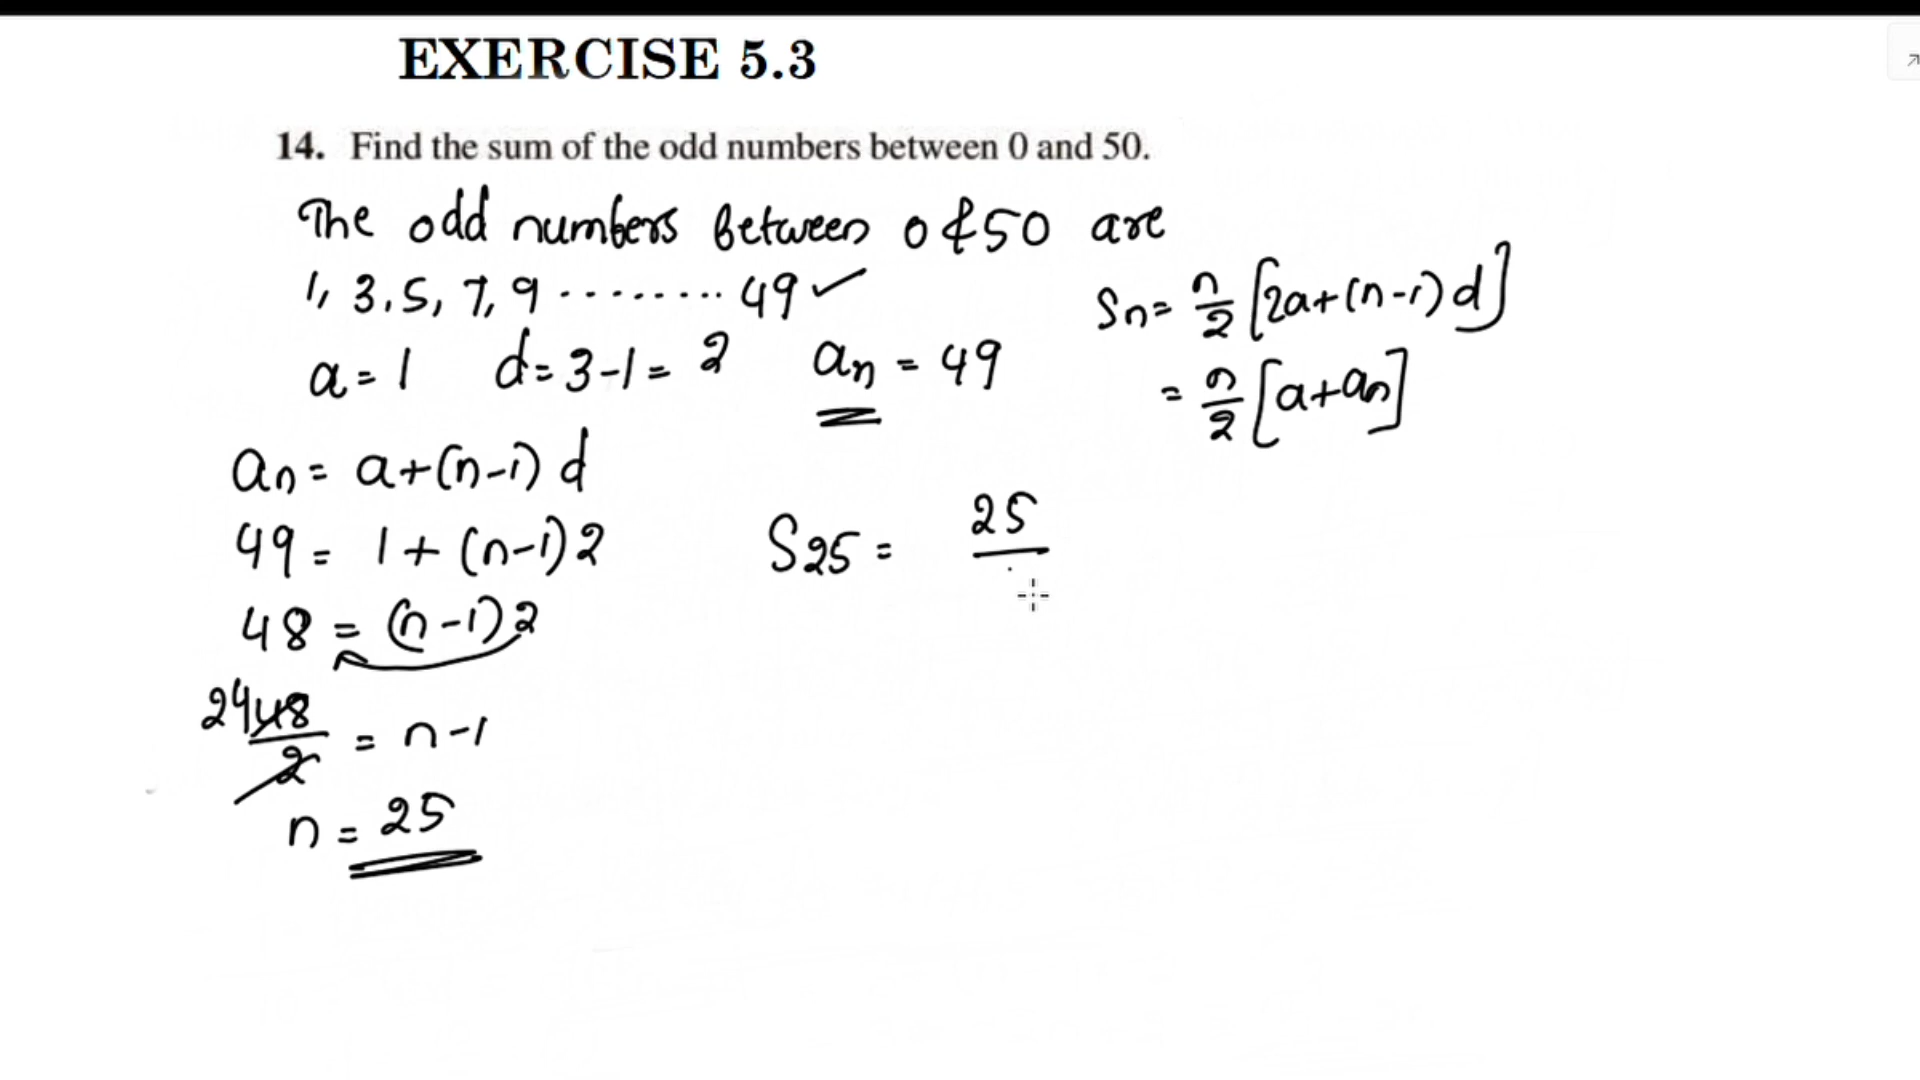 EXERCISE 5.3
14. Find the sum of the odd numbers between 0 and 50.
The odd numbers Between 0 & 50 are
1, 3, 5, 7, 9 ......... 49 ✓
a = 1 d = 3-1 = 2 an = 49
Sn = n/2 [2a+(n-1)d]
= n/2 [a+an]
an = a+(n-1) d
49 = 1 + (n-1)2
48 = (n-1)2
24 48/2 = n-1
n = 25
S25 = 25